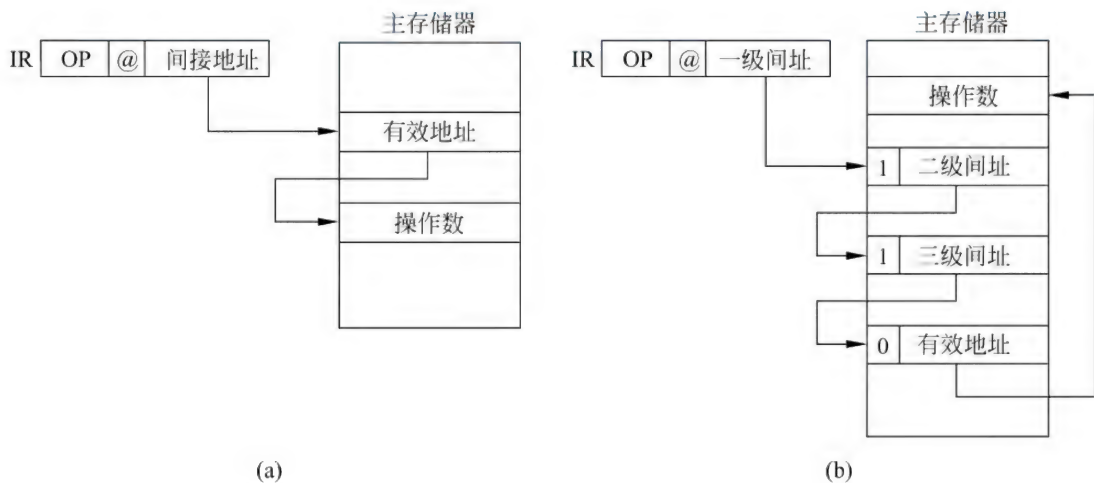 主存储器
IR OP @ 间接地址
有效地址
操作数
(a)
主存储器
IR OP @ 一级间址
操作数
1 二级间址
1 三级间址
0 有效地址
(b)